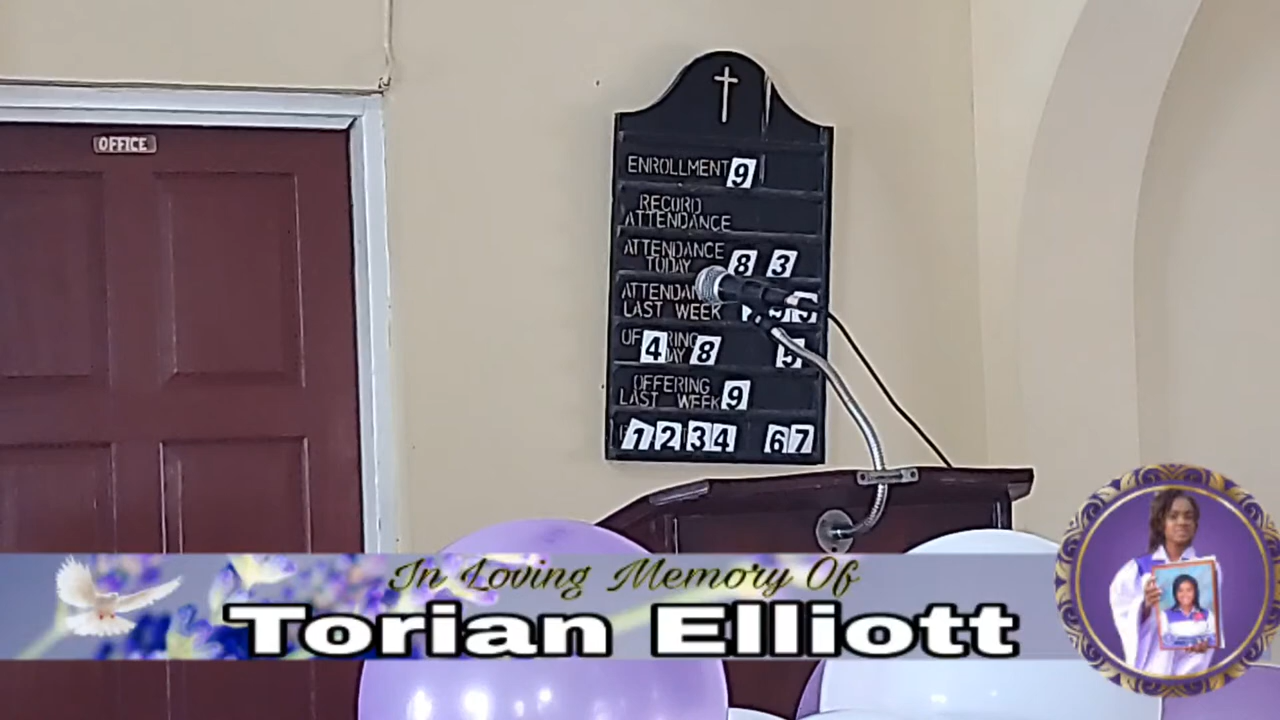 OFFICE
ENROLLMENT 9
RECORD
ATTENDANCE
ATTENDANCE
TODAY 8 3
LAST WEEK
4 8 5
OFFERING
LAST WEEK 9
1 2 3 4 6 7
In Loving Memory Of
Torian Elliott